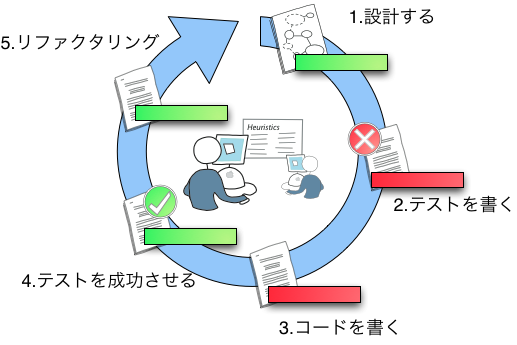 1.設計する
5.リファクタリング
Heuristics
2.テストを書く
4.テストを成功させる
3.コードを書く